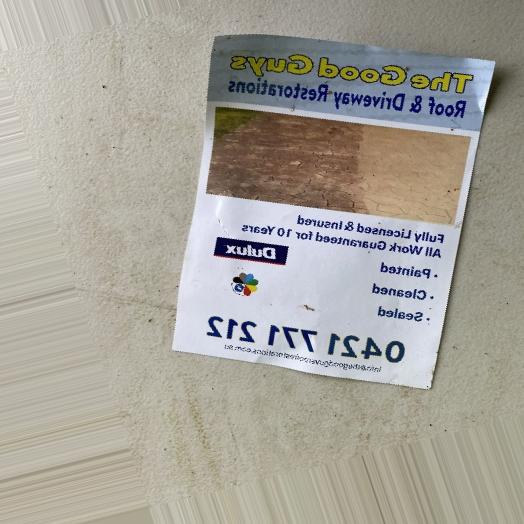 The Good Guys
Roof & Driveway Restorations
Fully Licensed & Insured
All Work Guaranteed for 10 Years
Dulux
• Painted
• Cleaned
• Sealed
0421 771 212